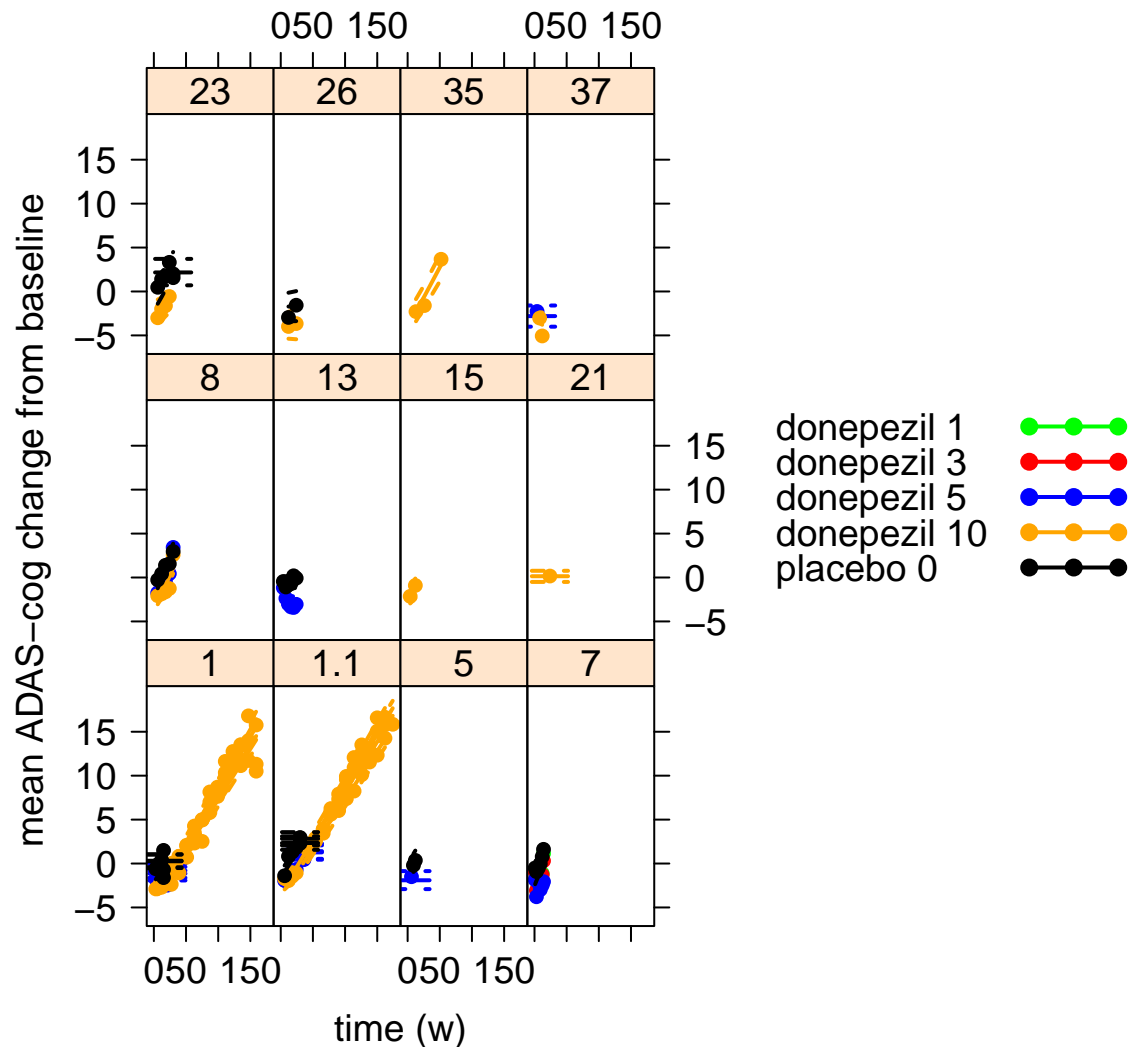 050 150 050 150
23 26 35 37
15
10
5
0
−5
8 13 15 21
15
10
5
0
−5
1 1.1 5 7
15
10
5
0
−5
050 150 050 150
time (w)
mean ADAS−cog change from baseline
donepezil 1
donepezil 3
donepezil 5
donepezil 10
placebo 0